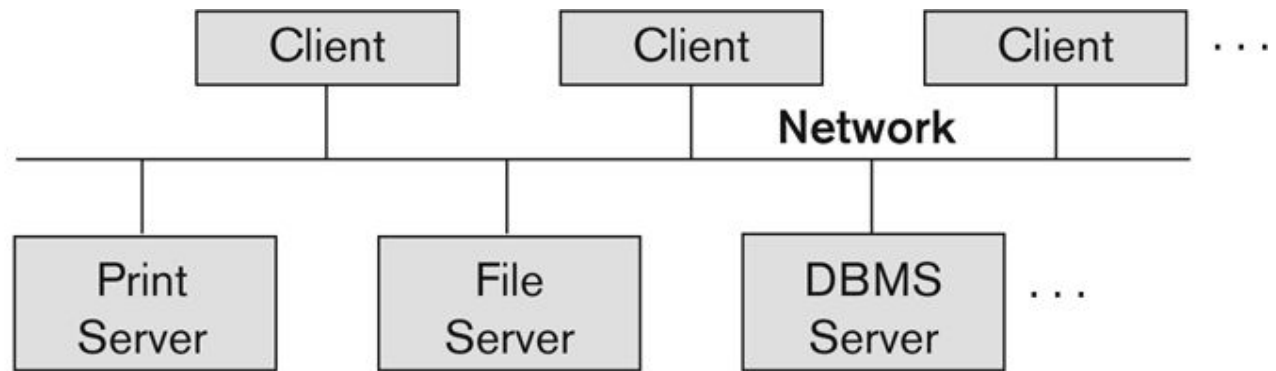 Client Client Client ...
Network
Print File DBMS ...
Server Server Server